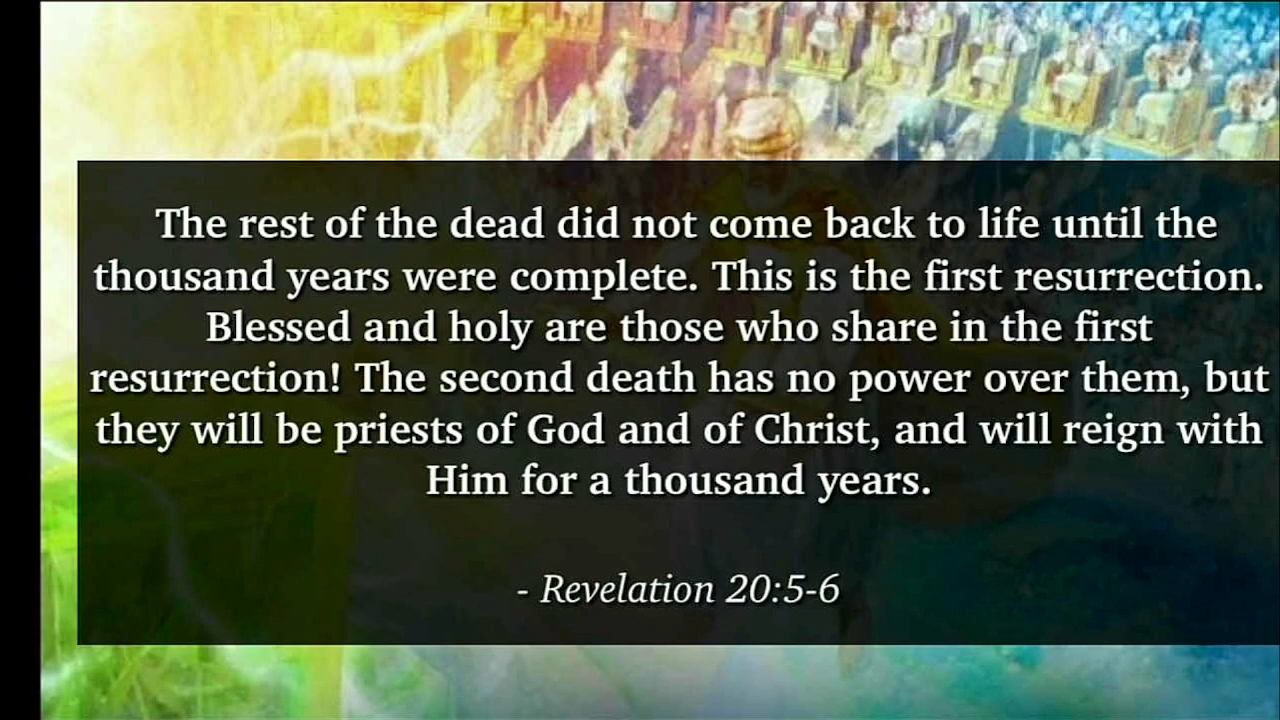 The rest of the dead did not come back to life until the
thousand years were complete. This is the first resurrection.
Blessed and holy are those who share in the first
resurrection! The second death has no power over them, but
they will be priests of God and of Christ, and will reign with
Him for a thousand years.
- Revelation 20:5-6